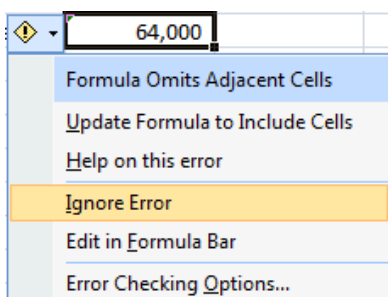 64,000
Formula Omits Adjacent Cells
Update Formula to Include Cells
Help on this error
Ignore Error
Edit in Formula Bar
Error Checking Options...